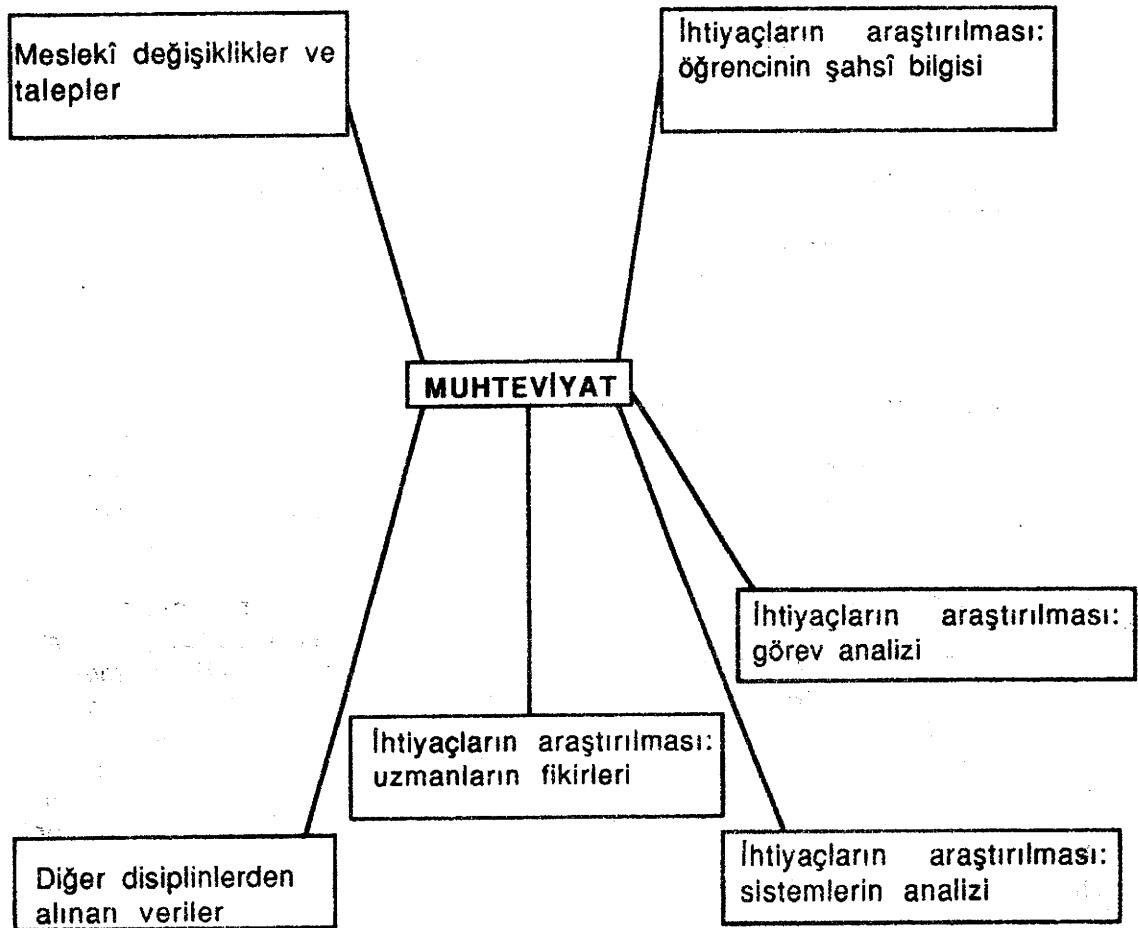 Meslekî değişiklikler ve
talepler
İhtiyaçların araştırılması:
öğrencinin şahsî bilgisi
MUHTEVİYAT
İhtiyaçların araştırılması:
görev analizi
İhtiyaçların araştırılması:
uzmanların fikirleri
İhtiyaçların araştırılması:
sistemlerin analizi
Diğer disiplinlerden
alınan veriler